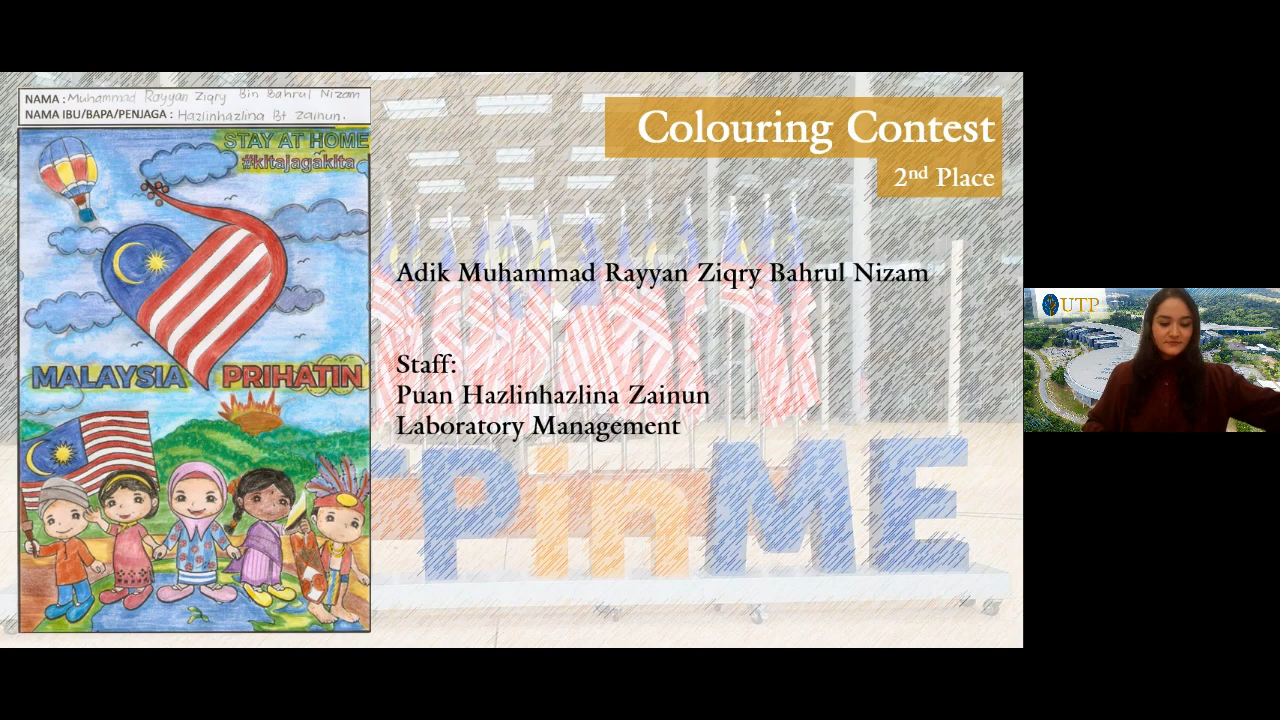 NAMA : Muhammad Rayyan Ziqry Bin Bahrul Nizam
NAMA IBU/BAPA/PENJAGA : Hazlinhazlina Bt Zainun.
STAY AT HOME
#kitajagakita
MALAYSIA PRIHATIN
Colouring Contest
2nd Place
Adik Muhammad Rayyan Ziqry Bahrul Nizam
Staff:
Puan Hazlinhazlina Zainun
Laboratory Management
TPinME
UTP